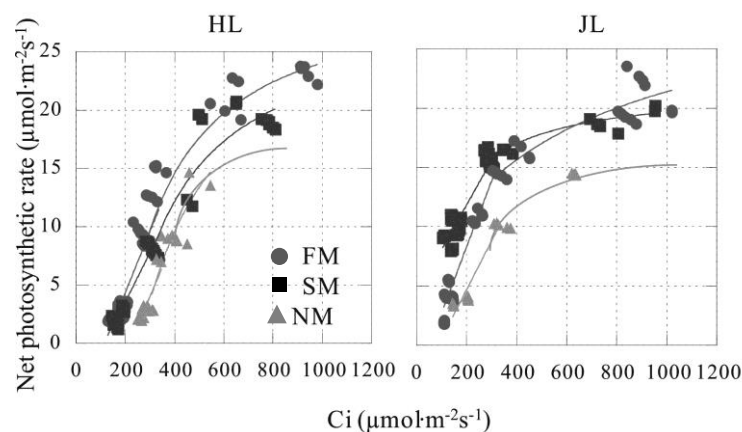 HL
JL
Net photosynthetic rate (μmol·m-2s-1)
25
20
15
10
5
0
FM
SM
NM
0 200 400 600 800 1000 1200
0 200 400 600 800 1000 1200
Ci (μmol·m-2s-1)